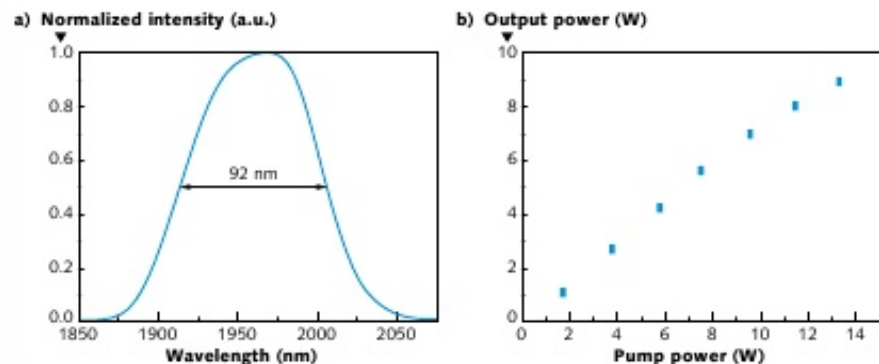 a) Normalized intensity (a.u.)
1.0
0.8
0.6
0.4
0.2
0.0
92 nm
1850 1900 1950 2000 2050
Wavelength (nm)
b) Output power (W)
10
8
6
4
2
0
0 2 4 6 8 10 12 14
Pump power (W)